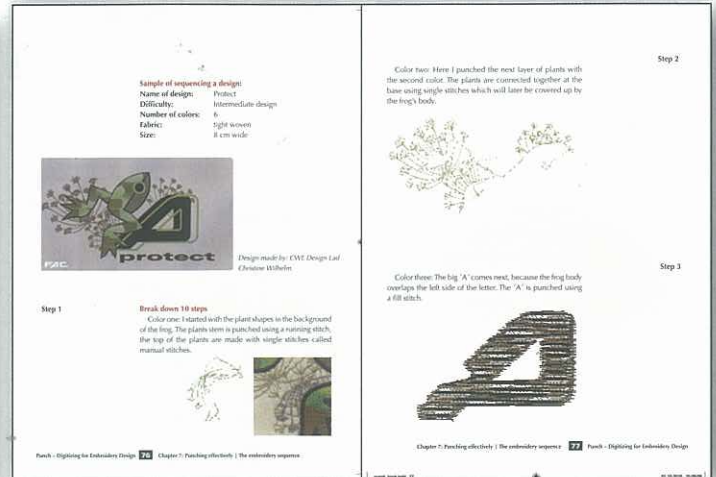 Sample of sequencing a design:
Name of design: Protect
Difficulty: Intermediate design
Number of colors: 6
Fabric: tight woven
Size: 8 cm wide
protect
Design made by: CWL Design Lad
Christine Wilhelm
Step 1
Break down 10 steps
Color one: I started with the plant shapes in the background
of the frog. The plants stem is punched using a running stitch,
the top of the plants are made with single stitches called
manual stitches.
Punch – Digitizing for Embroidery Design 76 Chapter 7: Punching effectively | The embroidery sequence
Step 2
Color two: Here I punched the next layer of plants with
the second color. The plants are connected together at the
base using single stitches which will later be covered up by
the frog's body.
Step 3
Color three: The big "A" comes next, because the frog body
overlaps the left side of the letter. The "A" is punched using
a fill stitch.
Chapter 7: Punching effectively | The embroidery sequence 77 Punch – Digitizing for Embroidery Design